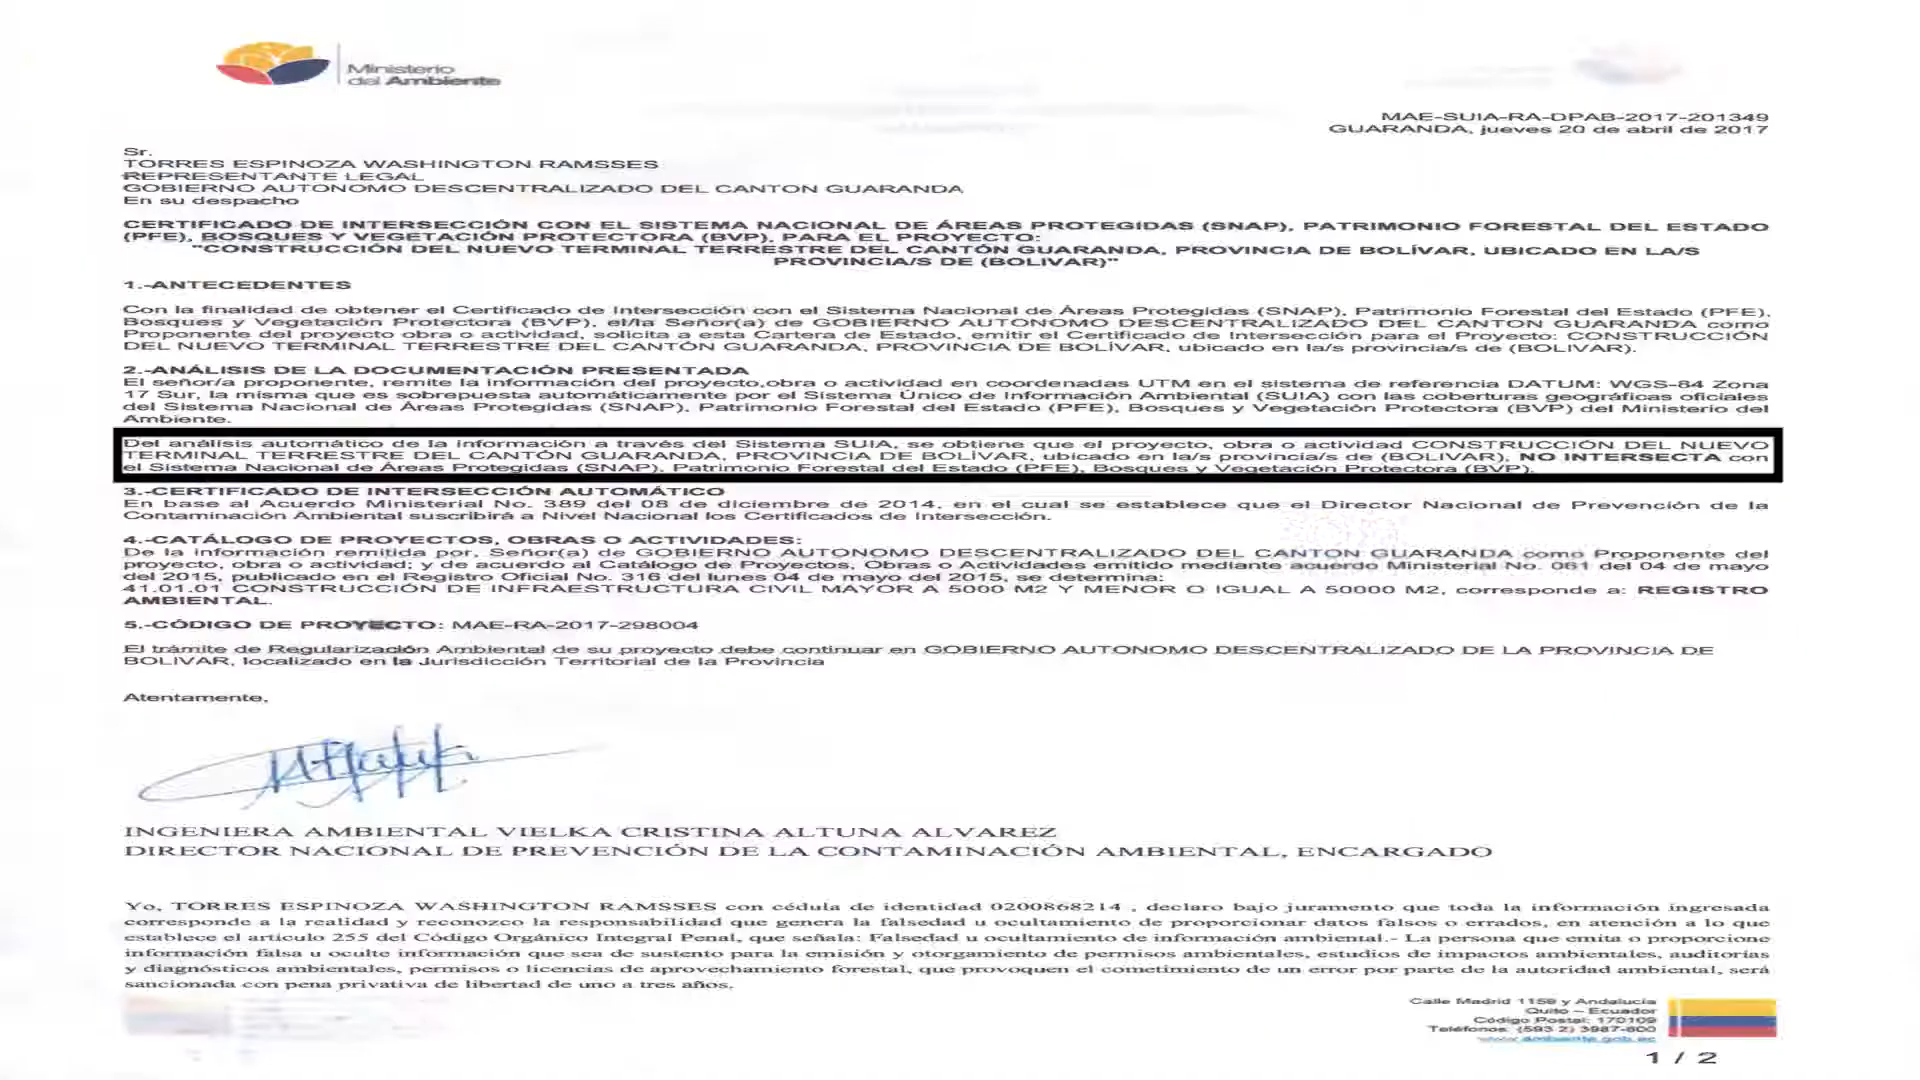 Ministerio
del Ambiente
MAE-SUIA-RA-DPAB-2017-201349
GUARANDA, jueves 20 de abril de 2017
Sr.
TORRES ESPINOZA WASHINGTON RAMSSES
REPRESENTANTE LEGAL
GOBIERNO AUTONOMO DESCENTRALIZADO DEL CANTON GUARANDA
En su despacho
CERTIFICADO DE INTERSECCIÓN CON EL SISTEMA NACIONAL DE ÁREAS PROTEGIDAS (SNAP), PATRIMONIO FORESTAL DEL ESTADO
(PFE), BOSQUES Y VEGETACIÓN PROTECTORA (BVP), PARA EL PROYECTO:
"CONSTRUCCIÓN DEL NUEVO TERMINAL TERRESTRE DEL CANTÓN GUARANDA, PROVINCIA DE BOLÍVAR, UBICADO EN LA/S
PROVINCIA/S DE (BOLIVAR)"
1.-ANTECEDENTES
Con la finalidad de obtener el Certificado de Intersección con el Sistema Nacional de Áreas Protegidas (SNAP), Patrimonio Forestal del Estado (PFE),
Bosques y Vegetación Protectora (BVP), el/la Señor(a) de GOBIERNO AUTONOMO DESCENTRALIZADO DEL CANTON GUARANDA como
Proponente del proyecto obra o actividad, solicita a esta Cartera de Estado, emitir el Certificado de Intersección para el Proyecto: CONSTRUCCIÓN
DEL NUEVO TERMINAL TERRESTRE DEL CANTÓN GUARANDA, PROVINCIA DE BOLÍVAR, ubicado en la/s provincia/s de (BOLIVAR).
2.-ANÁLISIS DE LA DOCUMENTACIÓN PRESENTADA
El señor/a proponente, remite la información del proyecto,obra o actividad en coordenadas UTM en el sistema de referencia DATUM: WGS-84 Zona
17 Sur, la misma que es sobrepuesta automáticamente por el Sistema Único de Información Ambiental (SUIA) con las coberturas geográficas oficiales
del Sistema Nacional de Áreas Protegidas (SNAP), Patrimonio Forestal del Estado (PFE), Bosques y Vegetación Protectora (BVP) del Ministerio del
Ambiente.
Del análisis automático de la información a través del Sistema SUIA, se obtiene que el proyecto, obra o actividad CONSTRUCCIÓN DEL NUEVO
TERMINAL TERRESTRE DEL CANTÓN GUARANDA, PROVINCIA DE BOLÍVAR, ubicado en la/s provincia/s de (BOLIVAR), NO INTERSECTA con
el Sistema Nacional de Áreas Protegidas (SNAP), Patrimonio Forestal del Estado (PFE), Bosques y Vegetación Protectora (BVP).
3.-CERTIFICADO DE INTERSECCIÓN AUTOMÁTICO
En base al Acuerdo Ministerial No. 389 del 08 de diciembre de 2014, en el cual se establece que el Director Nacional de Prevención de la
Contaminación Ambiental suscribirá a Nivel Nacional los Certificados de Intersección.
4.-CATÁLOGO DE PROYECTOS, OBRAS O ACTIVIDADES:
De la información remitida por, Señor(a) de GOBIERNO AUTONOMO DESCENTRALIZADO DEL CANTON GUARANDA como Proponente del
proyecto, obra o actividad; y de acuerdo al Catálogo de Proyectos, Obras o Actividades emitido mediante acuerdo Ministerial No. 061 del 04 de mayo
del 2015, publicado en el Registro Oficial No. 316 del lunes 04 de mayo del 2015, se determina:
41.01.01 CONSTRUCCIÓN DE INFRAESTRUCTURA CIVIL MAYOR A 5000 M2 Y MENOR O IGUAL A 50000 M2, corresponde a: REGISTRO
AMBIENTAL.
5.-CÓDIGO DE PROYECTO: MAE-RA-2017-298004
El trámite de Regularización Ambiental de su proyecto debe continuar en GOBIERNO AUTONOMO DESCENTRALIZADO DE LA PROVINCIA DE
BOLIVAR, localizado en la Jurisdicción Territorial de la Provincia
Atentamente,
INGENIERA AMBIENTAL VIELKA CRISTINA ALTUNA ALVAREZ
DIRECTOR NACIONAL DE PREVENCIÓN DE LA CONTAMINACIÓN AMBIENTAL, ENCARGADO
Yo, TORRES ESPINOZA WASHINGTON RAMSSES con cédula de identidad 0200868214 , declaro bajo juramento que toda la información ingresada
corresponde a la realidad y reconozco la responsabilidad que genera la falsedad u ocultamiento de proporcionar datos falsos o errados, en atención a lo que
establece el artículo 255 del Código Orgánico Integral Penal, que señala: Falsedad u ocultamiento de información ambiental.- La persona que emita o proporcione
información falsa u oculte información que sea de sustento para la emisión y otorgamiento de permisos ambientales, estudios de impactos ambientales, auditorías
y diagnósticos ambientales, permisos o licencias de aprovechamiento forestal, que provoquen el cometimiento de un error por parte de la autoridad ambiental, será
sancionada con pena privativa de libertad de uno a tres años.
Calle Madrid 1159 y Andalucía
Quito – Ecuador
Código Postal: 170109
Teléfonos: (593 2) 3987-600
www.ambiente.gob.ec
1 / 2